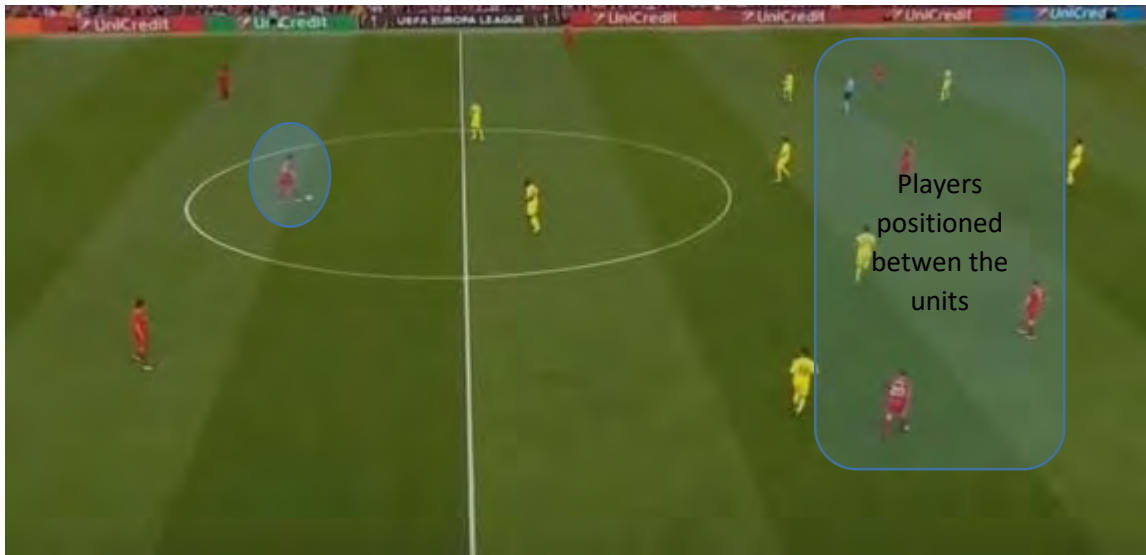 UniCredit UniCredit UEFA EUROPA LEAGUE UniCredit UniCredit UniCredit UniCredit
Players
positioned
betwen the
units